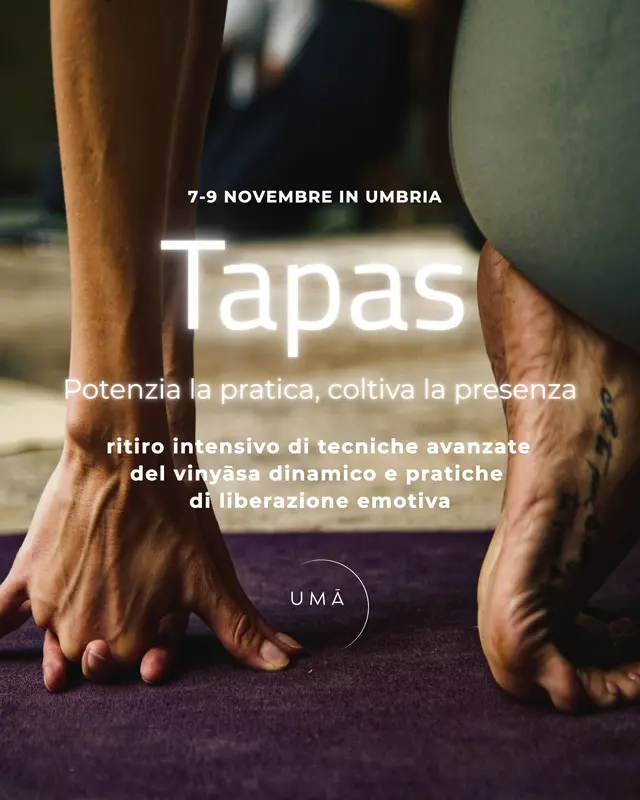 7-9 NOVEMBRE IN UMBRIA
Tapas
Potenzia la pratica, coltiva la presenza
ritiro intensivo di tecniche avanzate
del vinyāsa dinamico e pratiche
di liberazione emotiva
UMĀ